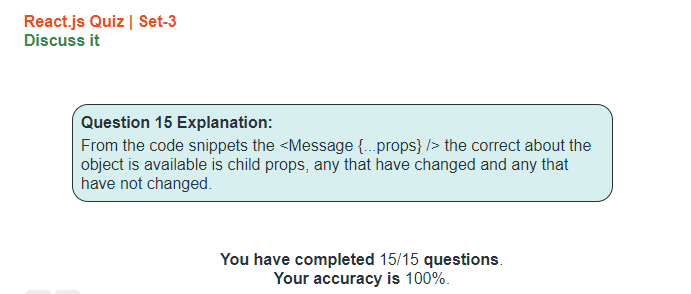 React.js Quiz | Set-3
Discuss it
Question 15 Explanation:
From the code snippets the <Message {...props} /> the correct about the
object is available is child props, any that have changed and any that
have not changed.
You have completed 15/15 questions.
Your accuracy is 100%.